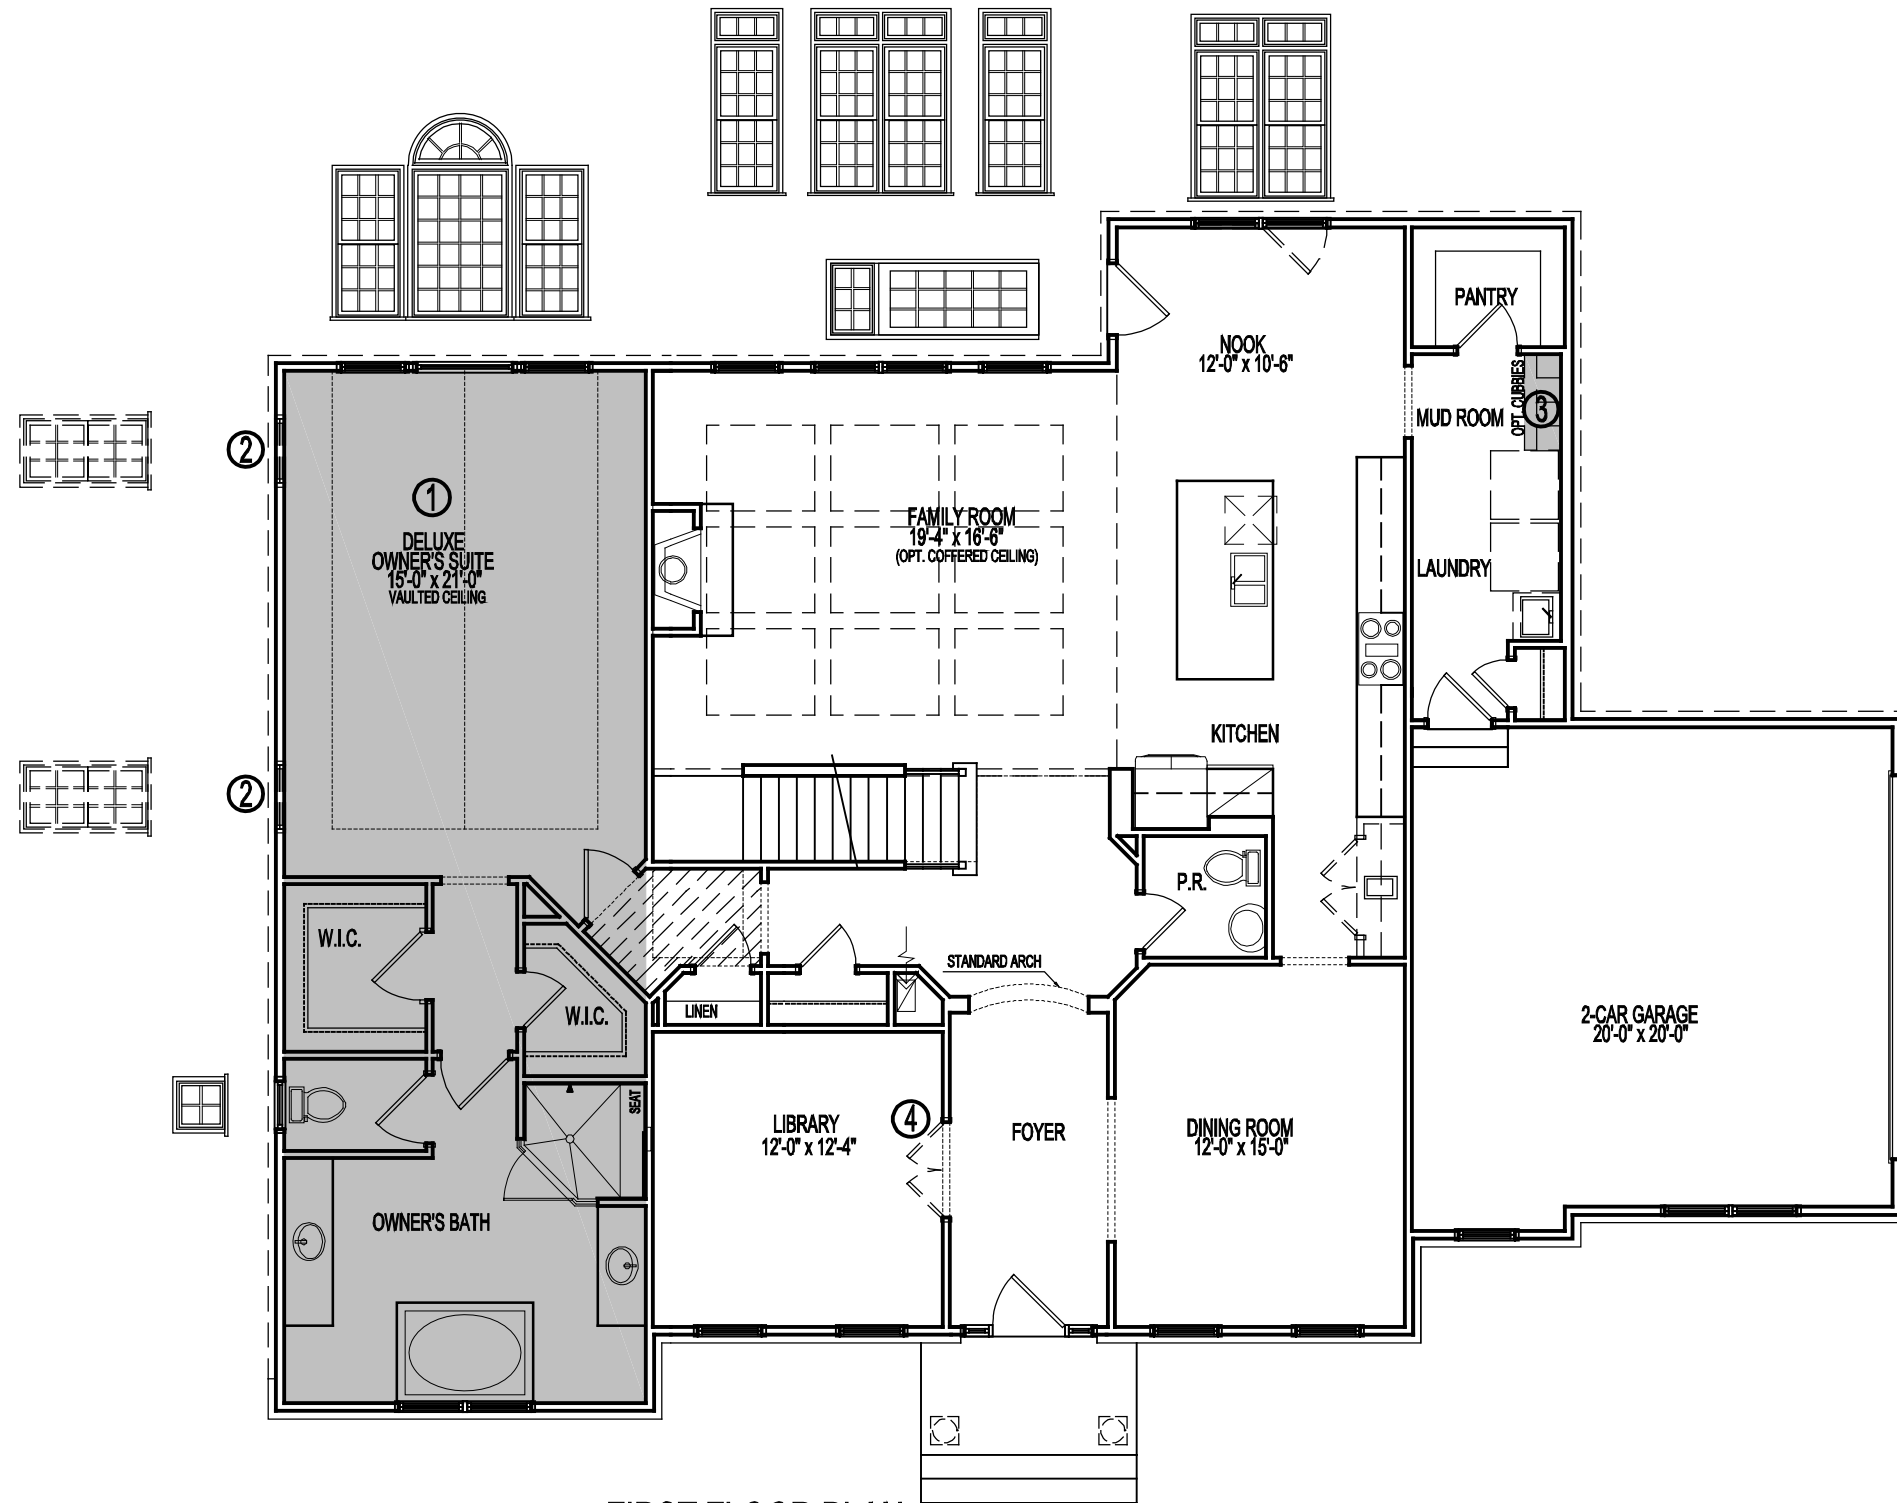 NOOK
12'-0" x 10'-6"
PANTRY
OPT. CUBBIES
3
MUD ROOM
LAUNDRY
2
2
1
DELUXE
OWNER'S SUITE
15'-0" x 21'-0"
VAULTED CEILING
FAMILY ROOM
19'-4" x 16'-6"
(OPT. COFFERED CEILING)
KITCHEN
P.R.
W.I.C.
W.I.C.
LINEN
STANDARD ARCH
2-CAR GARAGE
20'-0" x 20'-0"
SEAT
LIBRARY
12'-0" x 12'-4"
4
FOYER
DINING ROOM
12'-0" x 15'-0"
OWNER'S BATH
FIRST FLOOR PLAN